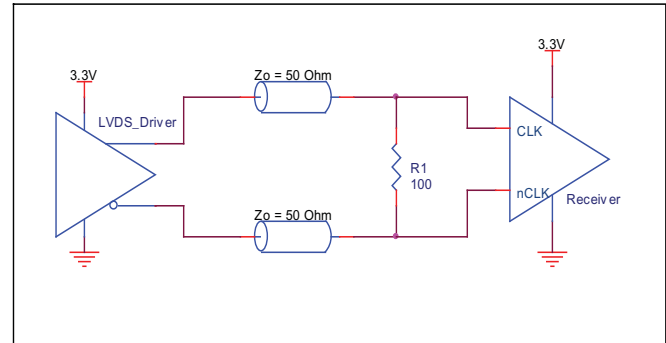 3.3V
LVDS_Driver
Zo = 50 Ohm
Zo = 50 Ohm
R1
100
3.3V
CLK
nCLK
Receiver